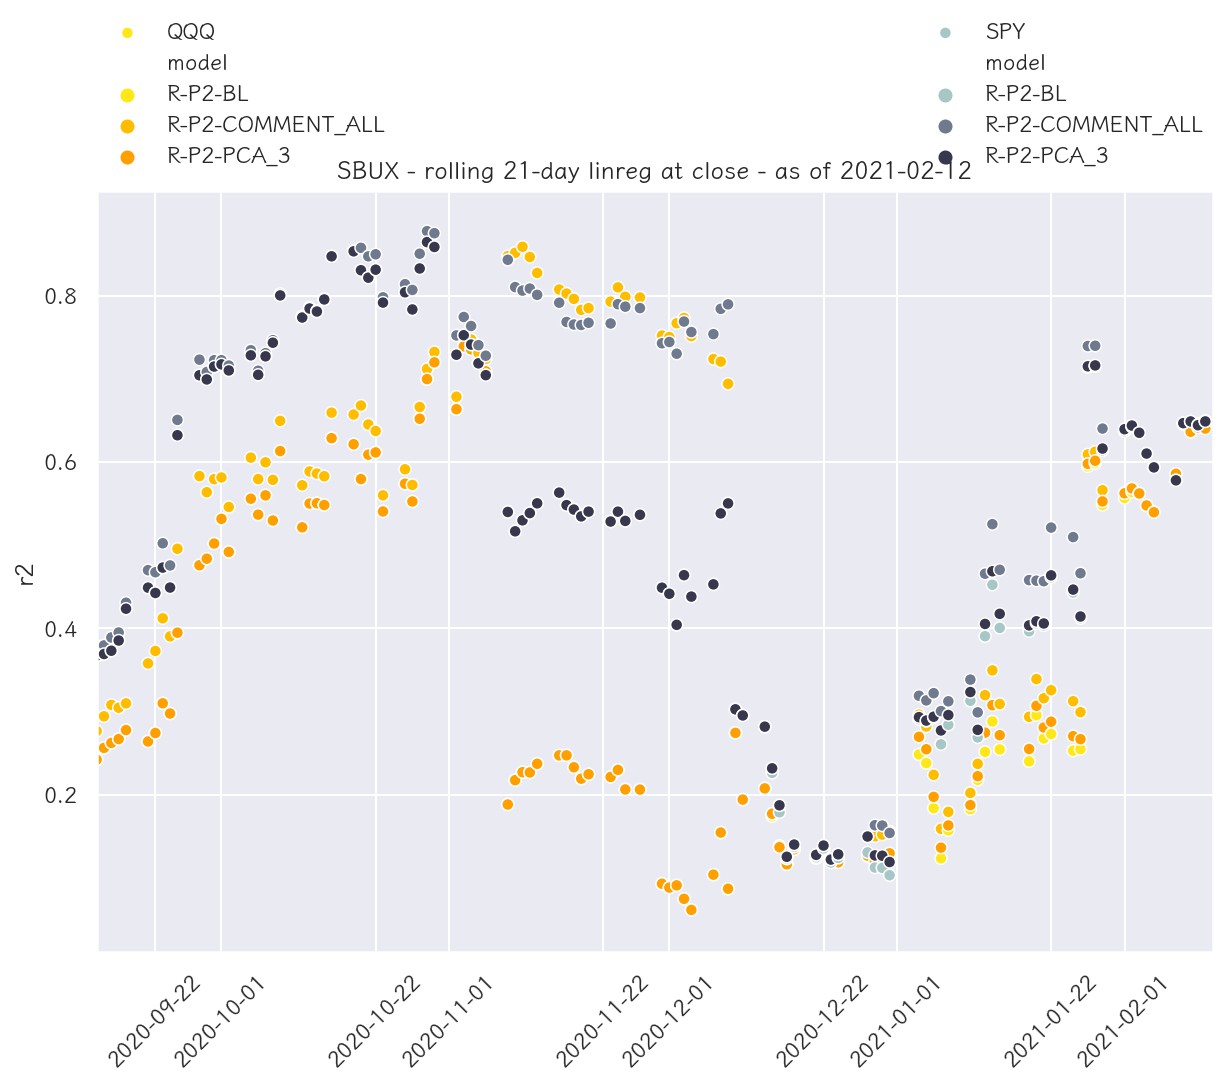 QQQ
model
R-P2-BL
R-P2-COMMENT_ALL
R-P2-PCA_3
SPY
model
R-P2-BL
R-P2-COMMENT_ALL
R-P2-PCA_3
SBUX - rolling 21-day linreg at close - as of 2021-02-12
r2
0.8
0.6
0.4
0.2
2020-09-22
2020-10-01
2020-10-22
2020-11-01
2020-11-22
2020-12-01
2020-12-22
2021-01-01
2021-01-22
2021-02-01